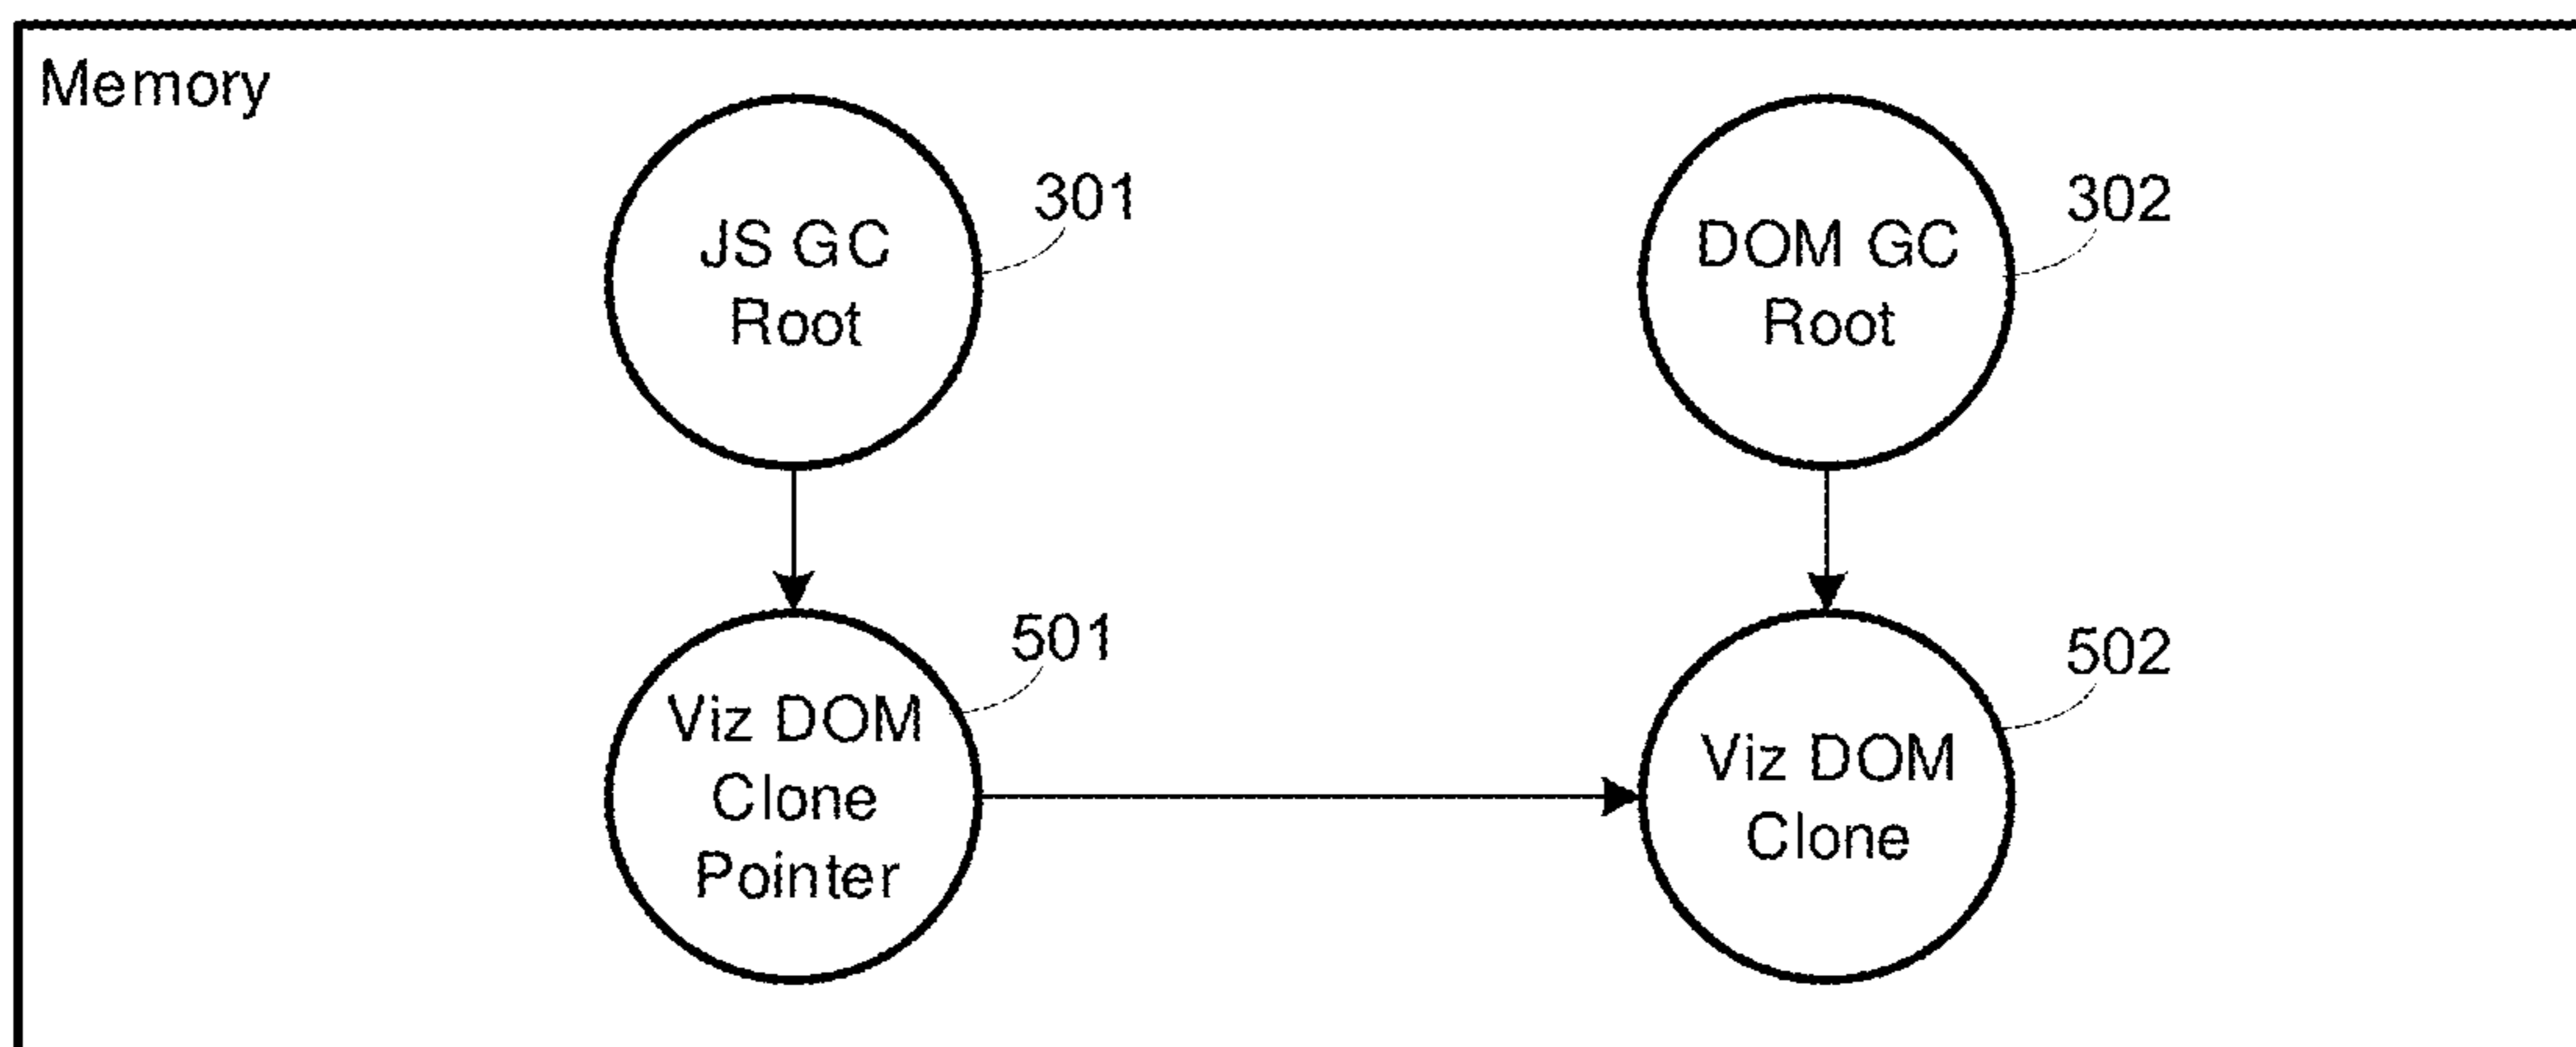 Memory
JS GC
Root
301
DOM GC
Root
302
Viz DOM
Clone
Pointer
501
Viz DOM
Clone
502